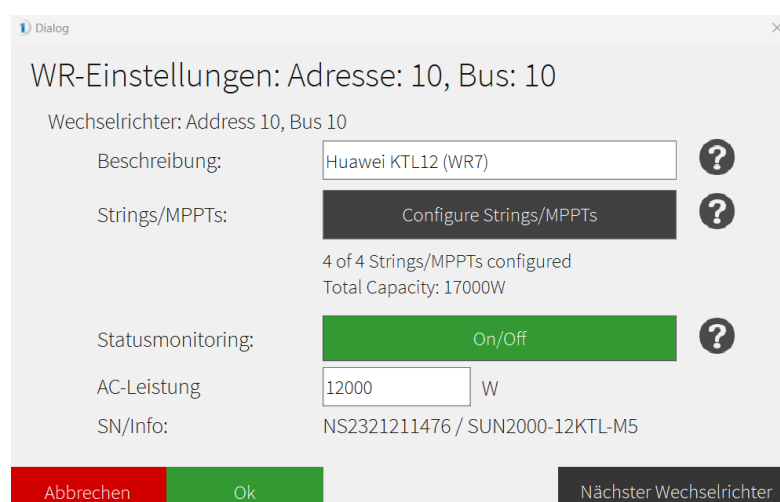 Dialog
WR-Einstellungen: Adresse: 10, Bus: 10
Wechselrichter: Address 10, Bus 10
Beschreibung: Huawei KTL12 (WR7) ?
Strings/MPPTs: Configure Strings/MPPTs ?
4 of 4 Strings/MPPTs configured
Total Capacity: 17000W
Statusmonitoring: On/Off ?
AC-Leistung 12000 W
SN/Info: NS2321211476 / SUN2000-12KTL-M5
Abbrechen Ok Nächster Wechselrichter